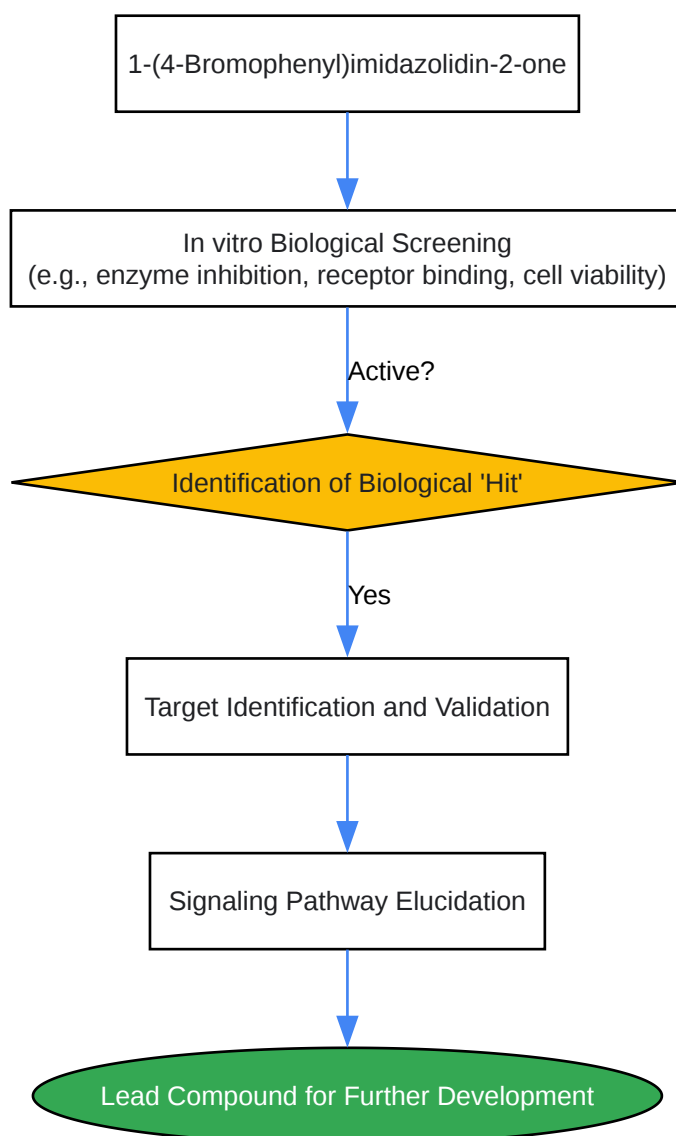 1-(4-Bromophenyl)imidazolidin-2-one
In vitro Biological Screening
(e.g., enzyme inhibition, receptor binding, cell viability)
Active?
Identification of Biological 'Hit'
Yes
Target Identification and Validation
Signaling Pathway Elucidation
Lead Compound for Further Development